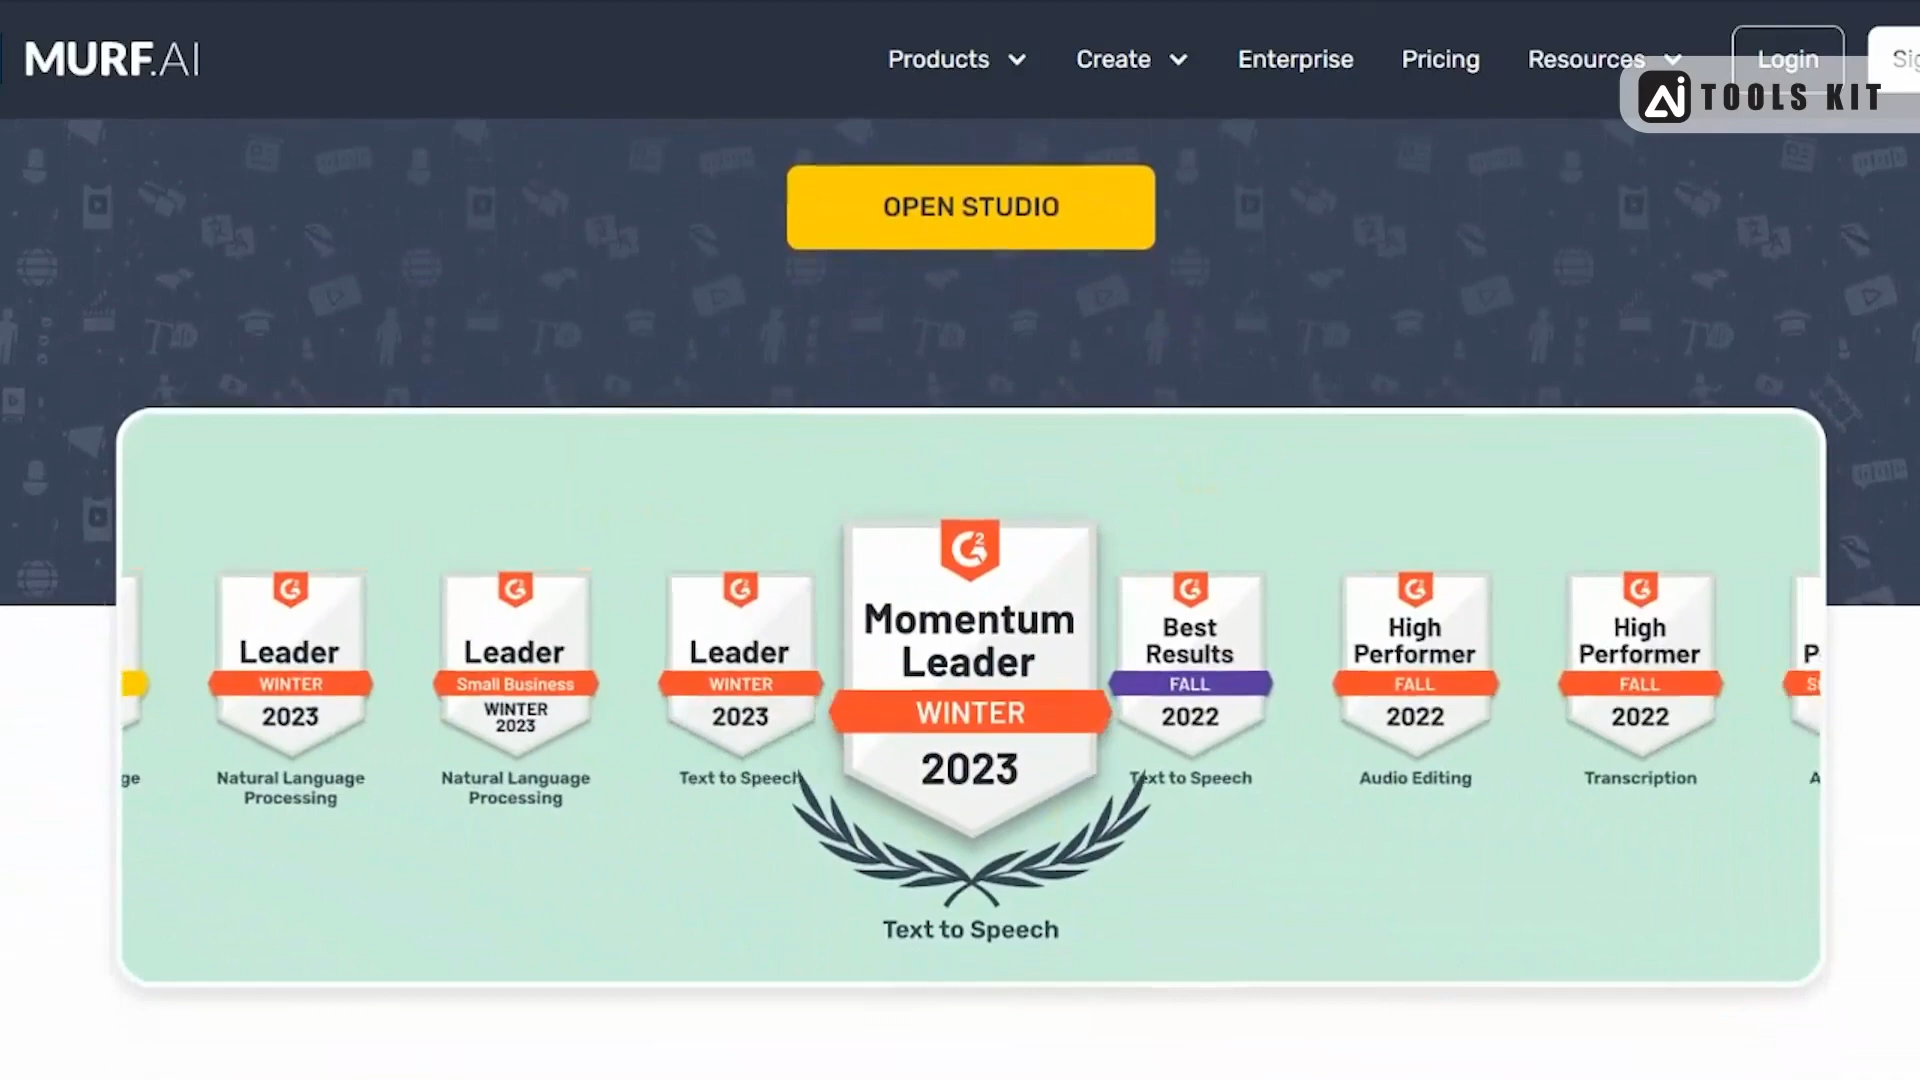 MURF.AI
Products
Create
Enterprise
Pricing
Resources
Login
Ai TOOLS KIT
OPEN STUDIO
Leader
WINTER
2023
Natural Language
Processing
Leader
Small Business
WINTER
2023
Natural Language
Processing
Leader
WINTER
2023
Text to Speech
G2
Momentum
Leader
WINTER
2023
Text to Speech
Best
Results
FALL
2022
Text to Speech
High
Performer
FALL
2022
Audio Editing
High
Performer
FALL
2022
Transcription